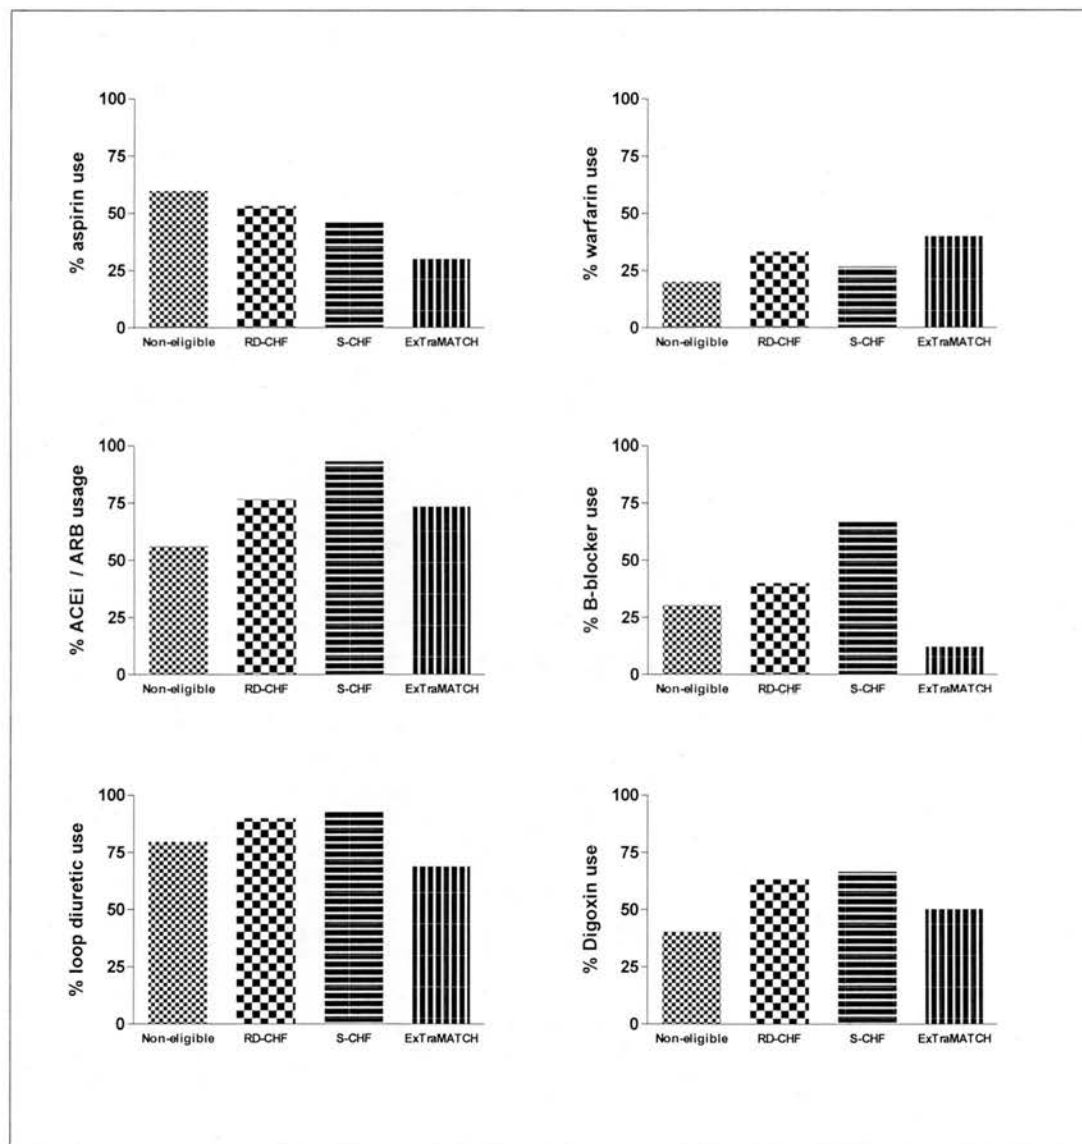 % aspirin use
100
75
50
25
0
Non-eligible RD-CHF S-CHF ExTraMATCH
% warfarin use
100
75
50
25
0
Non-eligible RD-CHF S-CHF ExTraMATCH
% ACEi / ARB usage
100
75
50
25
0
Non-eligible RD-CHF S-CHF ExTraMATCH
% B-blocker use
100
75
50
25
0
Non-eligible RD-CHF S-CHF ExTraMATCH
% loop diuretic use
100
75
50
25
0
Non-eligible RD-CHF S-CHF ExTraMATCH
% Digoxin use
100
75
50
25
0
Non-eligible RD-CHF S-CHF ExTraMATCH